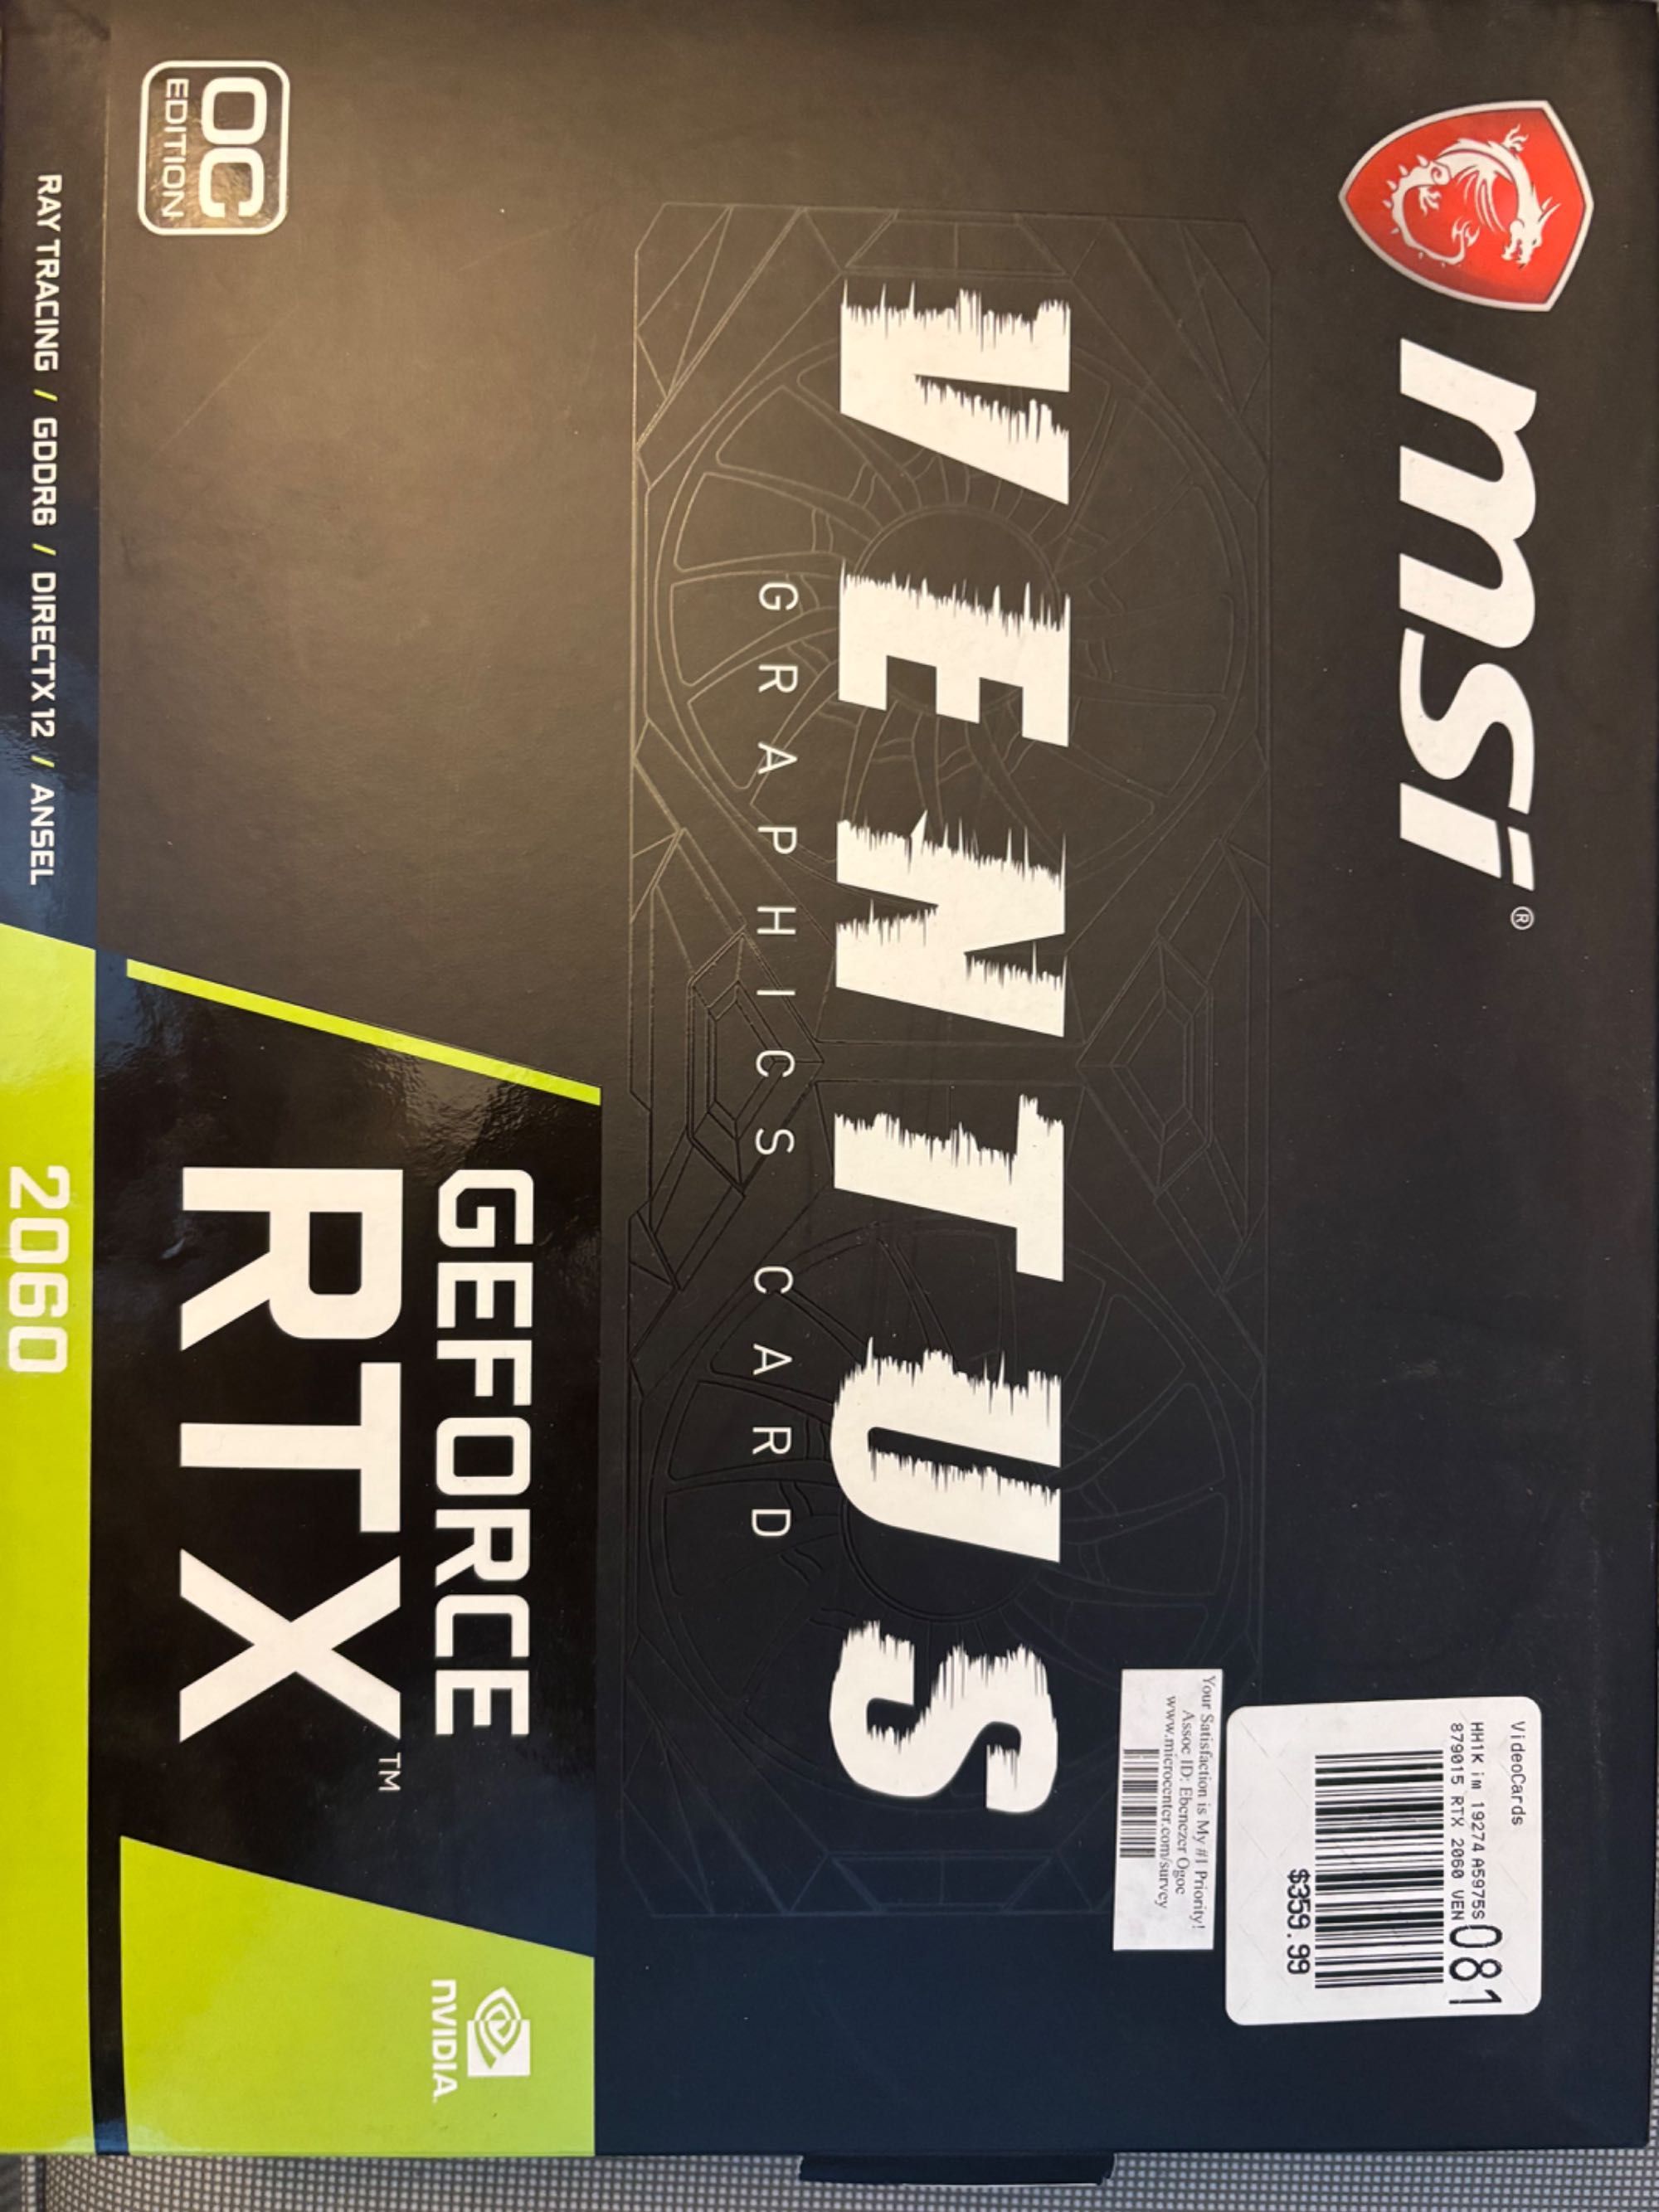 msi®
VideoCards
HH1K im 19274 A5975S
879015 RTX 2060 VEN
081
$359.99
Your Satisfaction is My #1 Priority!
Assoc ID: Ebenezer Ogoc
www.microcenter.com/survey
VENTUS
GRAPHICS CARD
GEFORCE
RTX™
NVIDIA
OC
EDITION
RAY TRACING / GDDR6 / DIRECTX 12 / ANSEL
2060